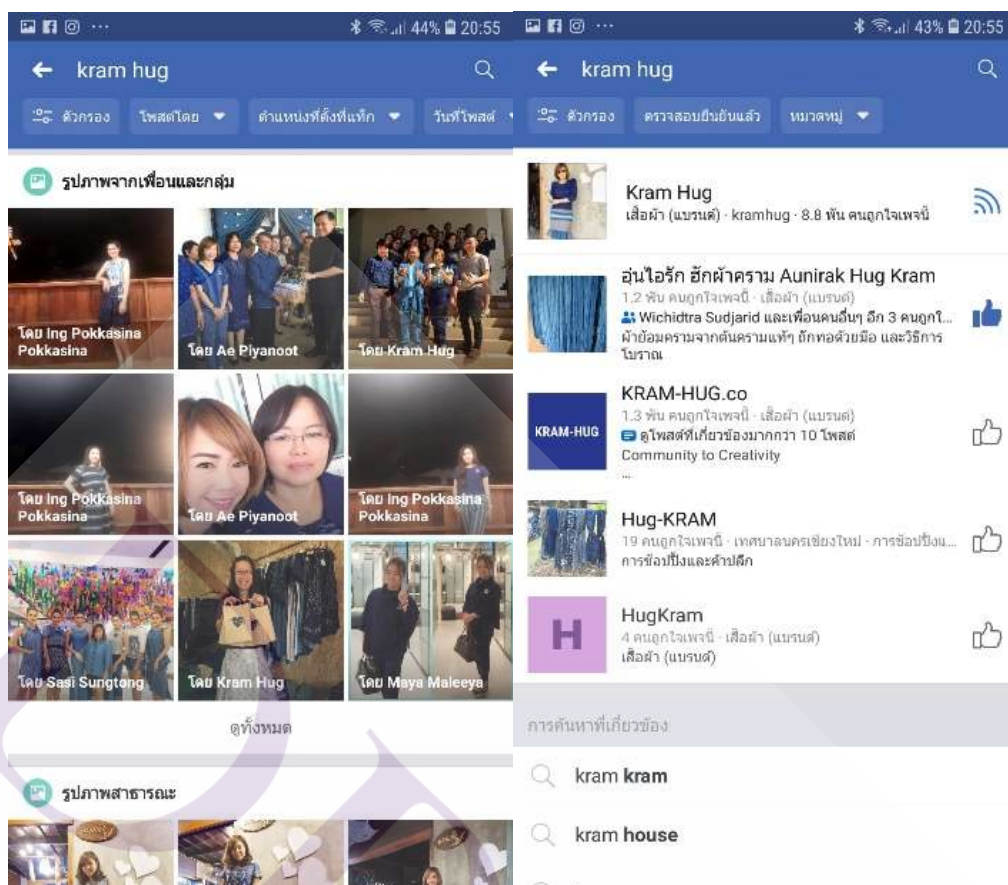 44% 20:55
kram hug
ตัวกรอง โพสต์โดย ตำแหน่งที่ตั้งที่แท็ก วันที่โพสต์
รูปภาพจากเพื่อนและกลุ่ม
โดย Ing Pokkasina Pokkasina
โดย Ae Piyanoot
โดย Kram Hug
โดย Ing Pokkasina Pokkasina
โดย Ae Piyanoot
โดย Ing Pokkasina Pokkasina
โดย Sasi Sungtong
โดย Kram Hug
โดย Maya Maleeya
ดูทั้งหมด
รูปภาพสาธารณะ
43% 20:55
kram hug
ตัวกรอง ตรวจสอบยืนยันแล้ว หมวดหมู่
Kram Hug
เสื้อผ้า (แบรนด์) · kramhug · 8.8 พัน คนถูกใจเพจนี้
อุ่นไอรัก ฮักผ้าคราม Aunirak Hug Kram
1.2 พัน คนถูกใจเพจนี้ · เสื้อผ้า (แบรนด์)
Wichidtra Sudjarid และเพื่อนคนอื่นๆ อีก 3 คนถูกใ...
ผ้าย้อมครามจากต้นครามแท้ๆ ถักทอด้วยมือ และวิธีการ
โบราณ
KRAM-HUG
KRAM-HUG.co
1.3 พัน คนถูกใจเพจนี้ · เสื้อผ้า (แบรนด์)
ดูโพสต์ที่เกี่ยวข้องมากกว่า 10 โพสต์
Community to Creativity
...
Hug-KRAM
19 คนถูกใจเพจนี้ · เทศบาลนครเชียงใหม่ · การช้อปปิ้งแ...
การช้อปปิ้งและค้าปลีก
H
HugKram
4 คนถูกใจเพจนี้ · เสื้อผ้า (แบรนด์)
เสื้อผ้า (แบรนด์)
การค้นหาที่เกี่ยวข้อง
kram kram
kram house